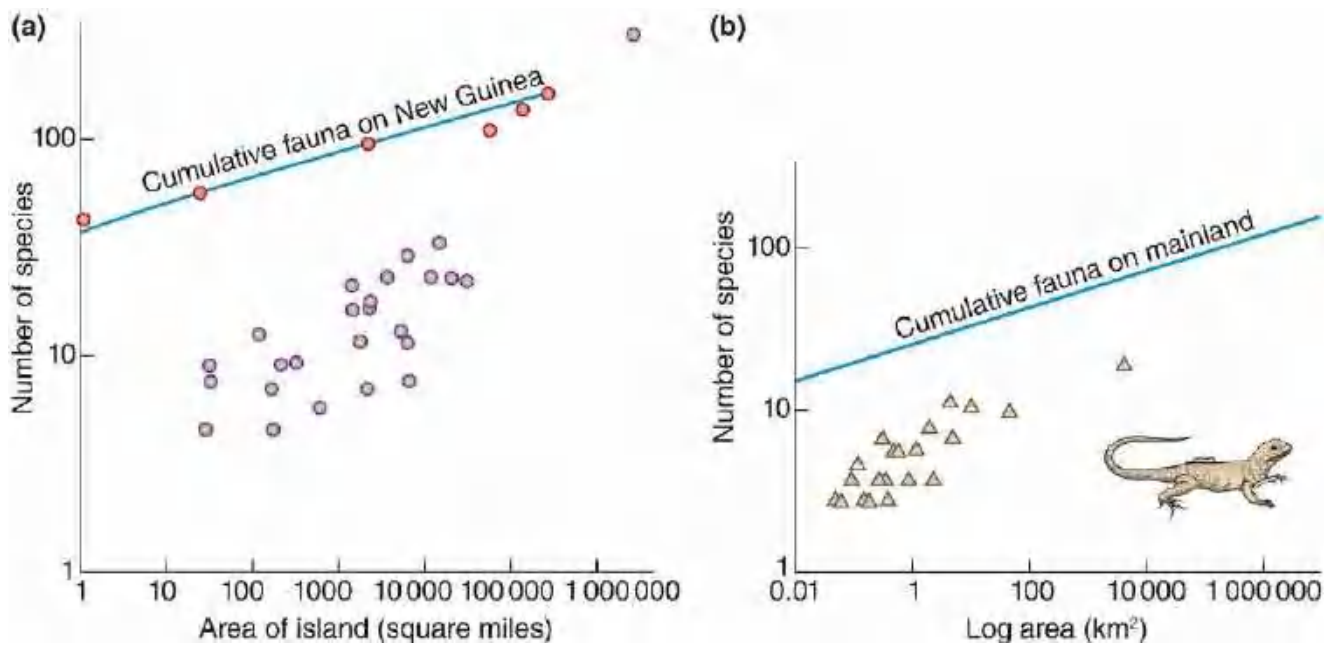 (a)
Number of species
100
10
1
Cumulative fauna on New Guinea
1 10 100 1000 10 000 100 000 1 000 000
Area of island (square miles)
(b)
Number of species
100
10
1
Cumulative fauna on mainland
0.01 1 100 10 000 1 000 000
Log area (km²)